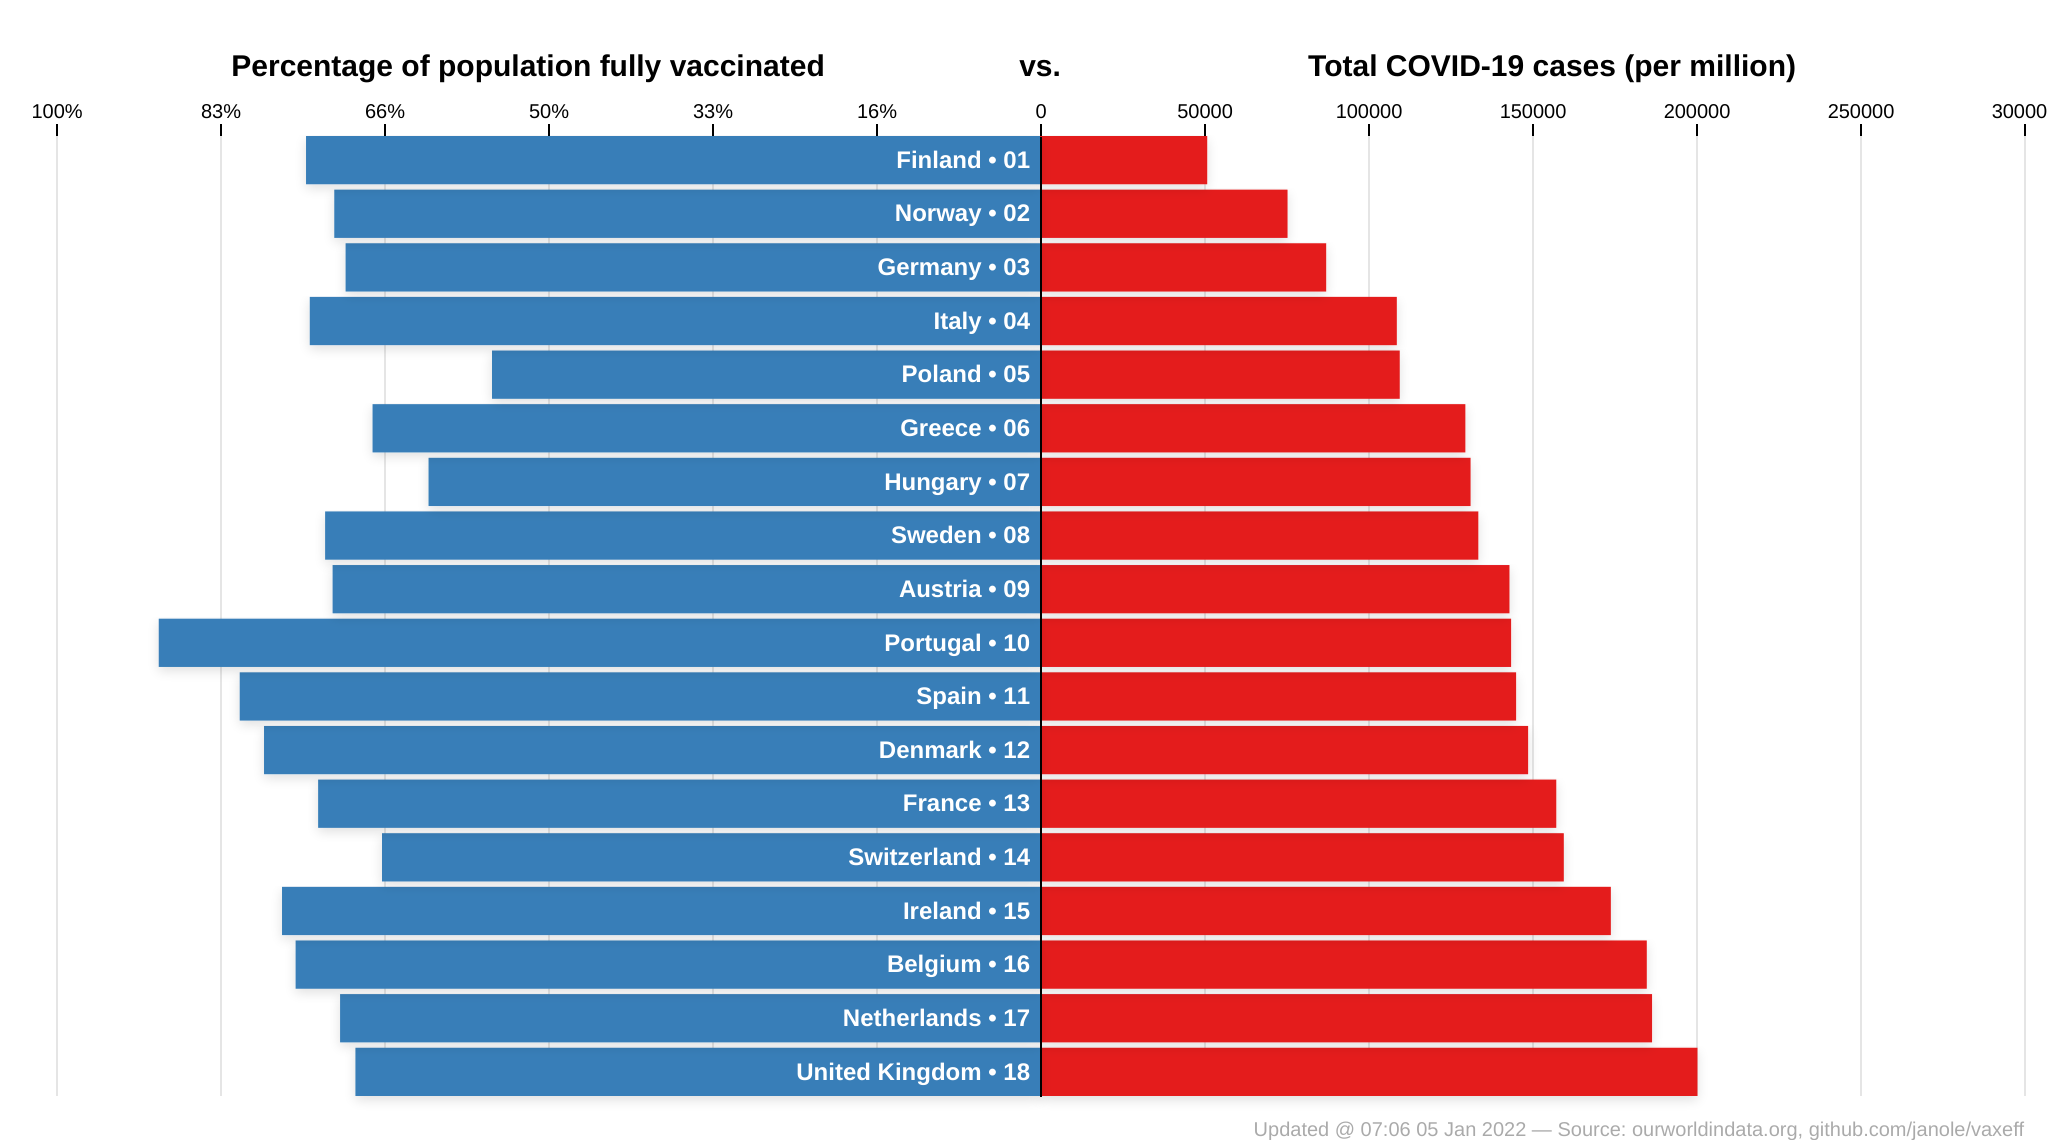 Percentage of population fully vaccinated vs. Total COVID-19 cases (per million)
100% 83% 66% 50% 33% 16% 0 50000 100000 150000 200000 250000 30000
Finland • 01
Norway • 02
Germany • 03
Italy • 04
Poland • 05
Greece • 06
Hungary • 07
Sweden • 08
Austria • 09
Portugal • 10
Spain • 11
Denmark • 12
France • 13
Switzerland • 14
Ireland • 15
Belgium • 16
Netherlands • 17
United Kingdom • 18
Updated @ 07:06 05 Jan 2022 — Source: ourworldindata.org, github.com/janole/vaxeff